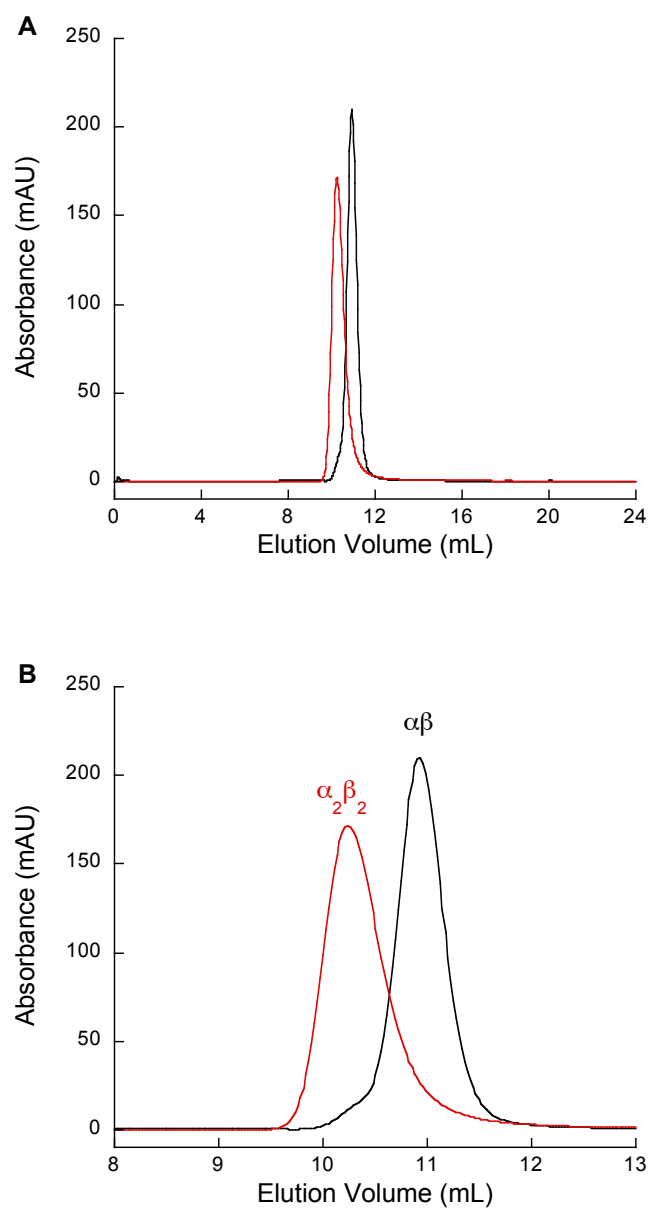 A
Absorbance (mAU)
250
200
150
100
50
0
0 4 8 12 16 20 24
Elution Volume (mL)
B
Absorbance (mAU)
250
200
150
100
50
0
αβ
α₂β₂
8 9 10 11 12 13
Elution Volume (mL)